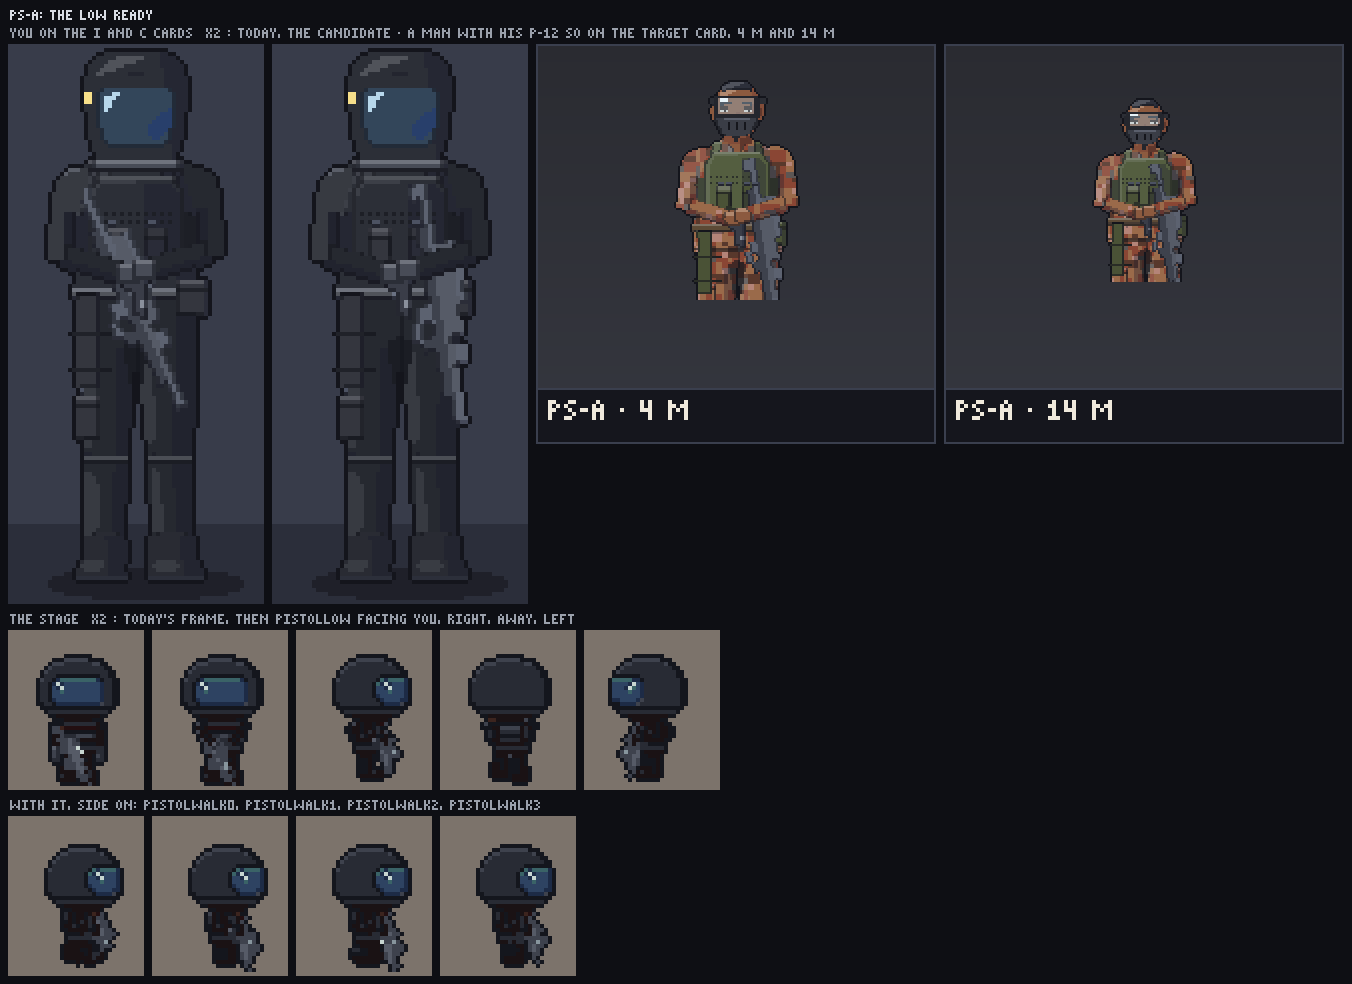 PS-A: THE LOW READY
YOU ON THE I AND C CARDS X2 : TODAY, THE CANDIDATE · A MAN WITH HIS P-12 SO ON THE TARGET CARD, 4 M AND 14 M
PS-A · 4 M
PS-A · 14 M
THE STAGE X2 : TODAY'S FRAME, THEN PISTOLLOW FACING YOU, RIGHT, AWAY, LEFT
WITH IT, SIDE ON: PISTOLWALK0, PISTOLWALK1, PISTOLWALK2, PISTOLWALK3